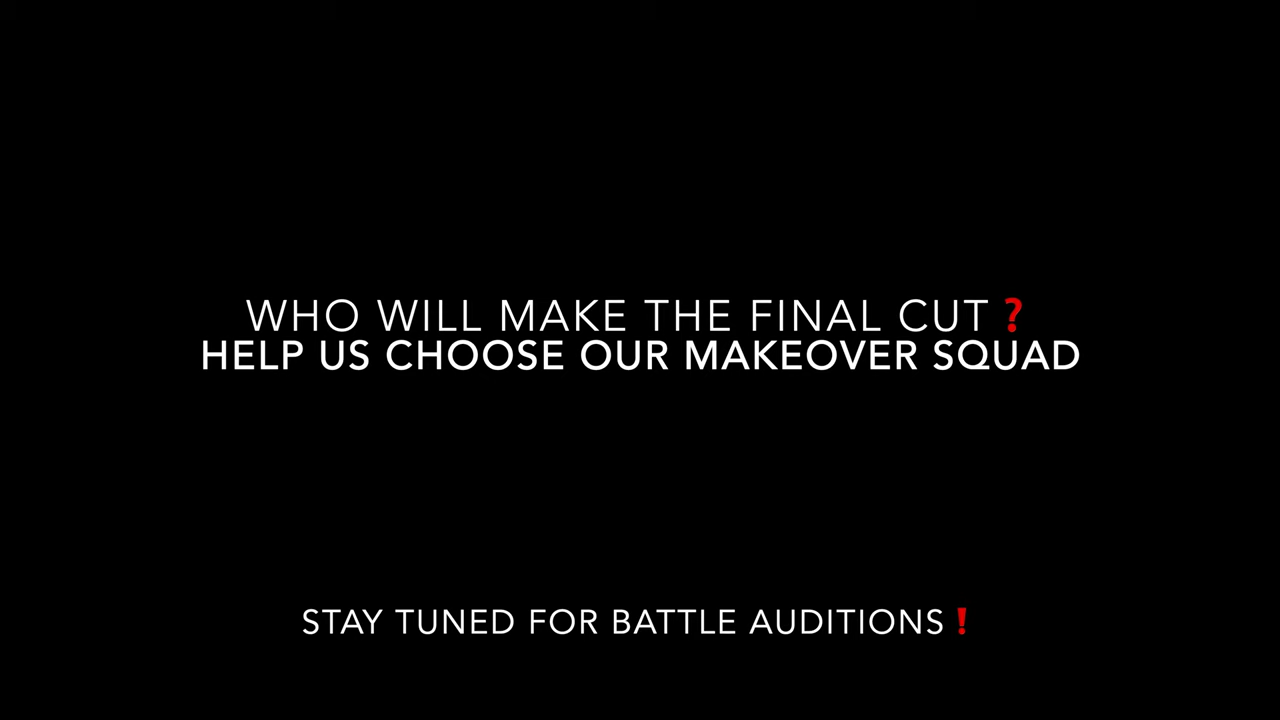 WHO WILL MAKE THE FINAL CUT ❓
HELP US CHOOSE OUR MAKEOVER SQUAD
STAY TUNED FOR BATTLE AUDITIONS ❗